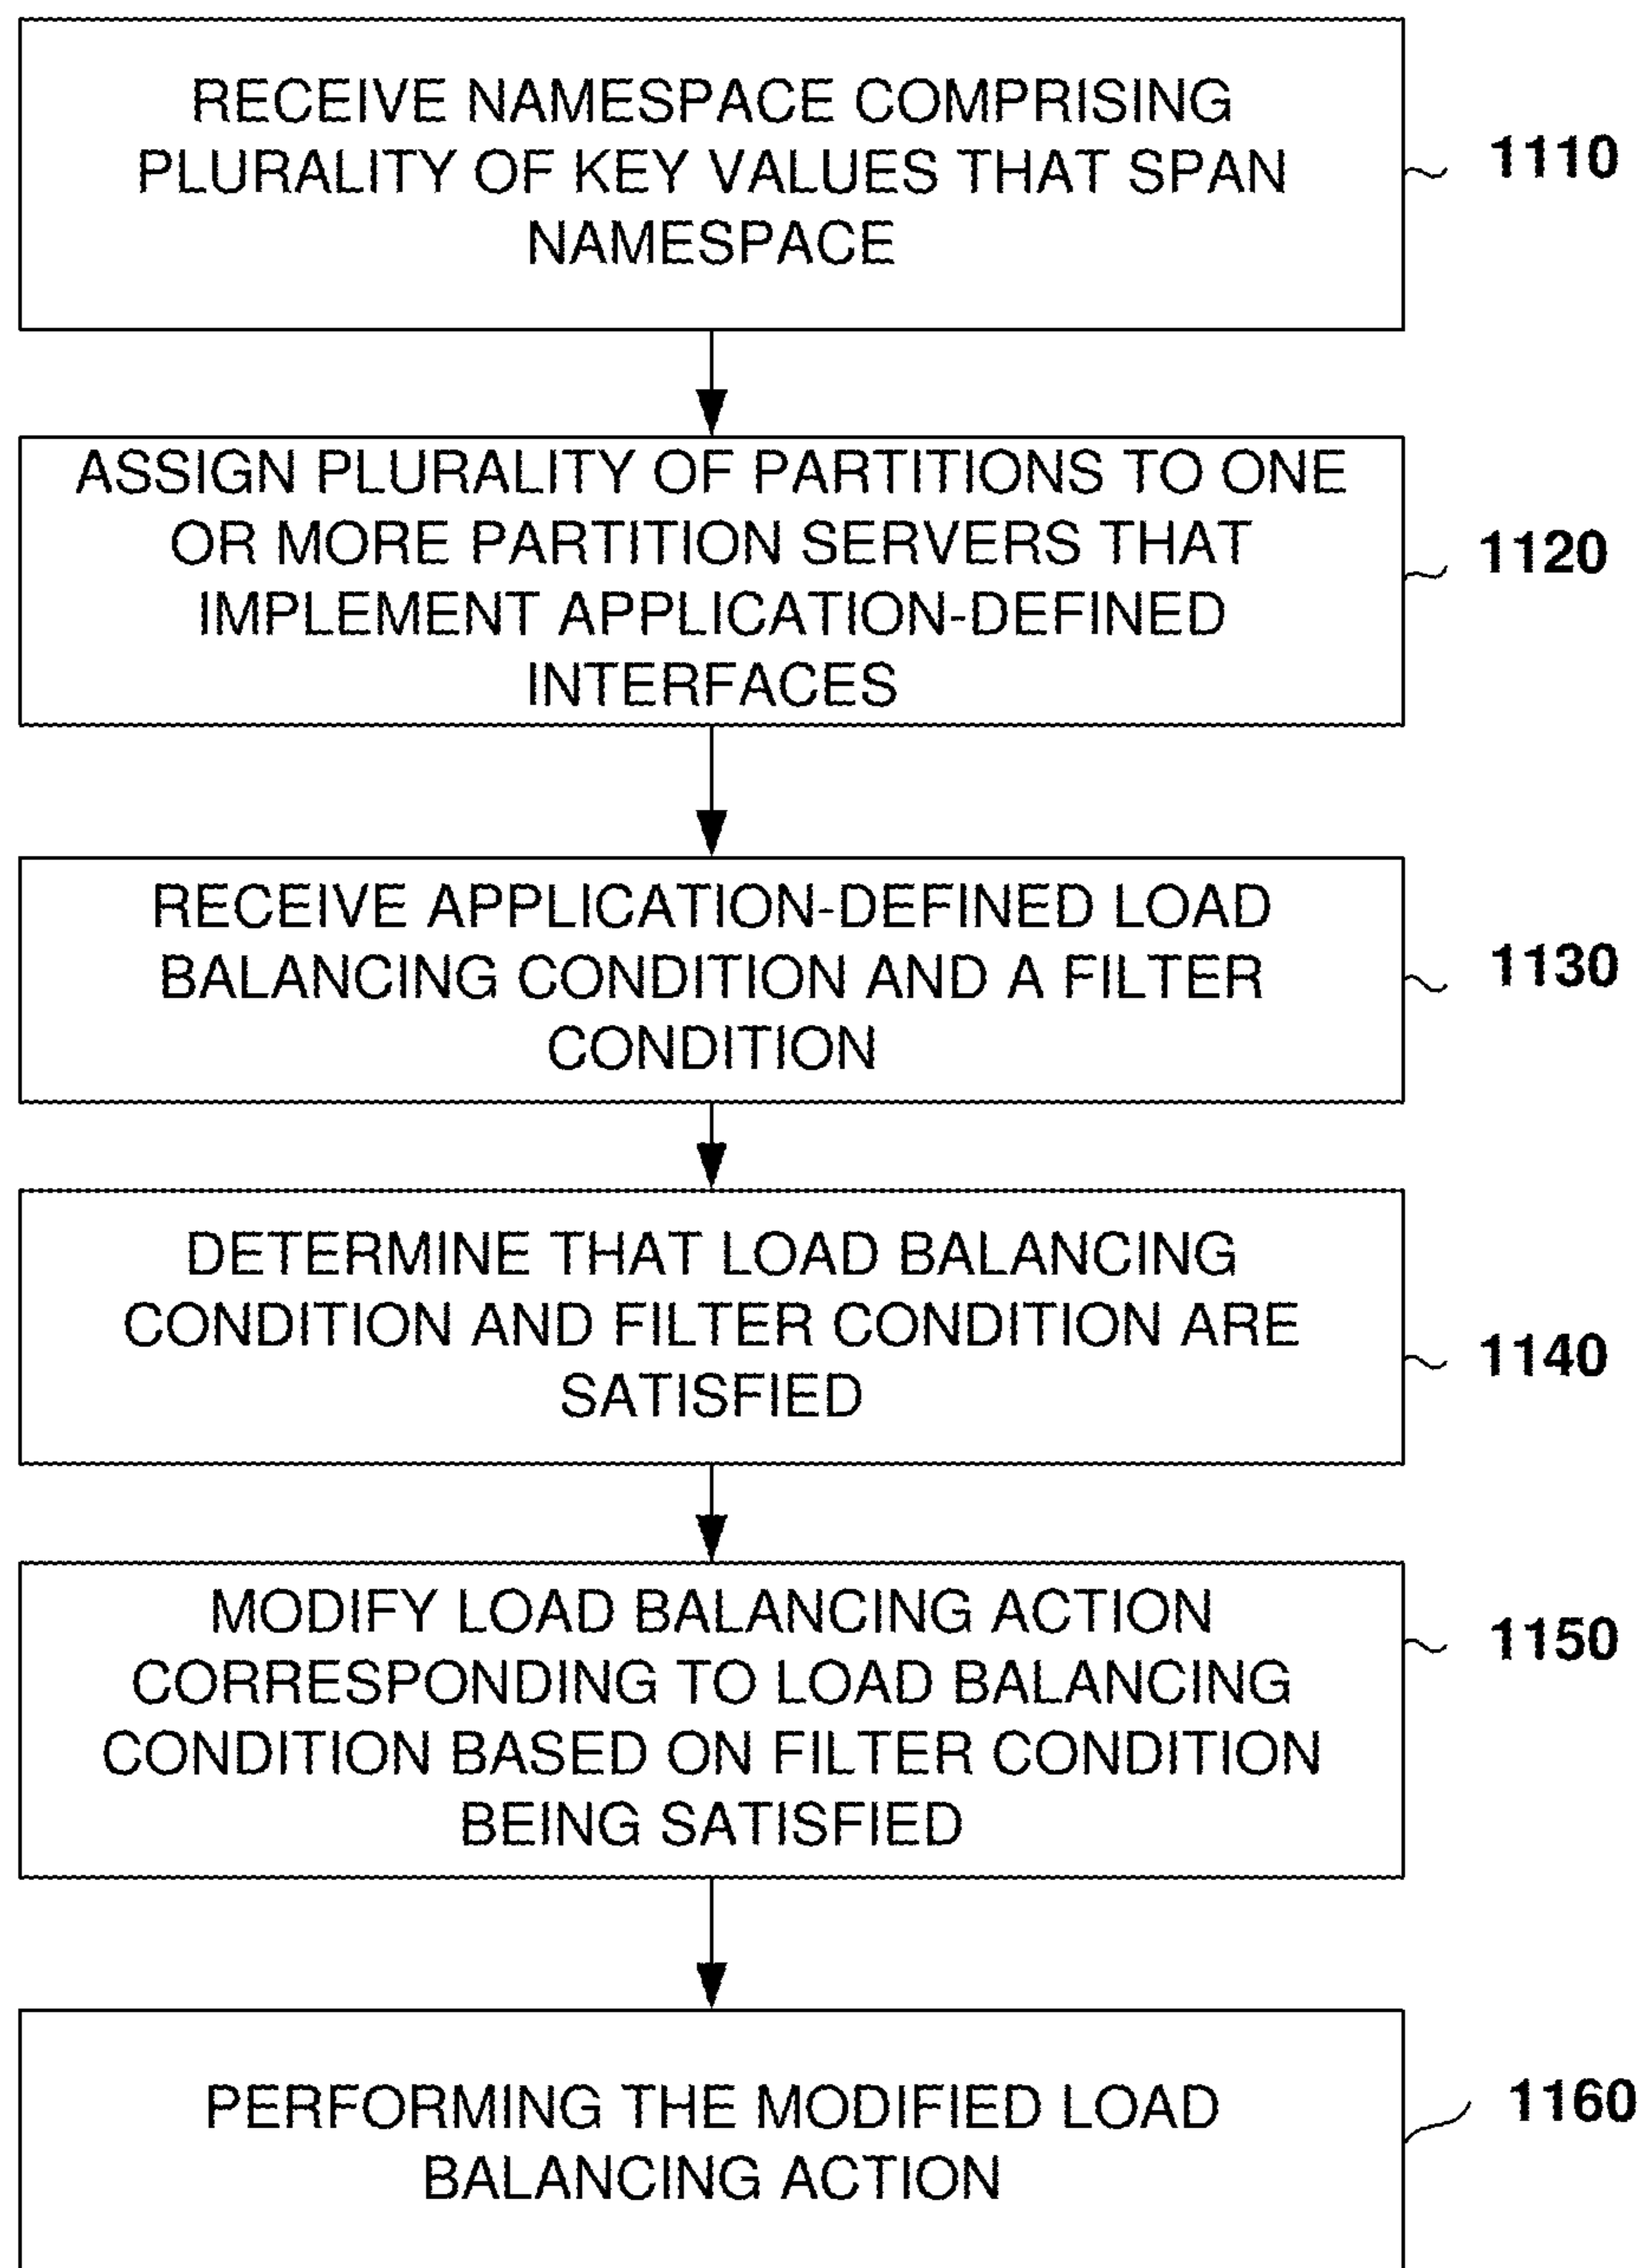 RECEIVE NAMESPACE COMPRISING
PLURALITY OF KEY VALUES THAT SPAN
NAMESPACE
1110
ASSIGN PLURALITY OF PARTITIONS TO ONE
OR MORE PARTITION SERVERS THAT
IMPLEMENT APPLICATION-DEFINED
INTERFACES
1120
RECEIVE APPLICATION-DEFINED LOAD
BALANCING CONDITION AND A FILTER
CONDITION
1130
DETERMINE THAT LOAD BALANCING
CONDITION AND FILTER CONDITION ARE
SATISFIED
1140
MODIFY LOAD BALANCING ACTION
CORRESPONDING TO LOAD BALANCING
CONDITION BASED ON FILTER CONDITION
BEING SATISFIED
1150
PERFORMING THE MODIFIED LOAD
BALANCING ACTION
1160